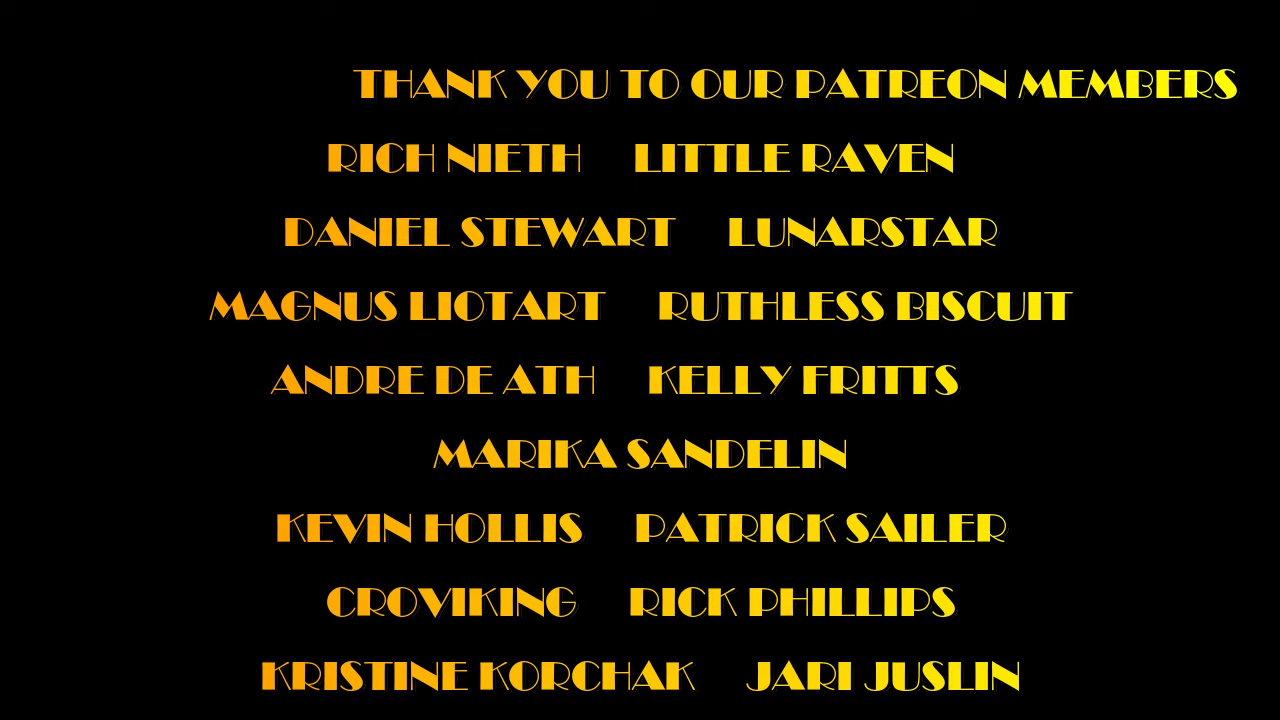 THANK YOU TO OUR PATREON MEMBERS
RICH NIETH LITTLE RAVEN
DANIEL STEWART LUNARSTAR
MAGNUS LIOTART RUTHLESS BISCUIT
ANDRE DE ATH KELLY FRITTS
MARIKA SANDELIN
KEVIN HOLLIS PATRICK SAILER
CROVIKING RICK PHILLIPS
KRISTINE KORCHAK JARI JUSLIN